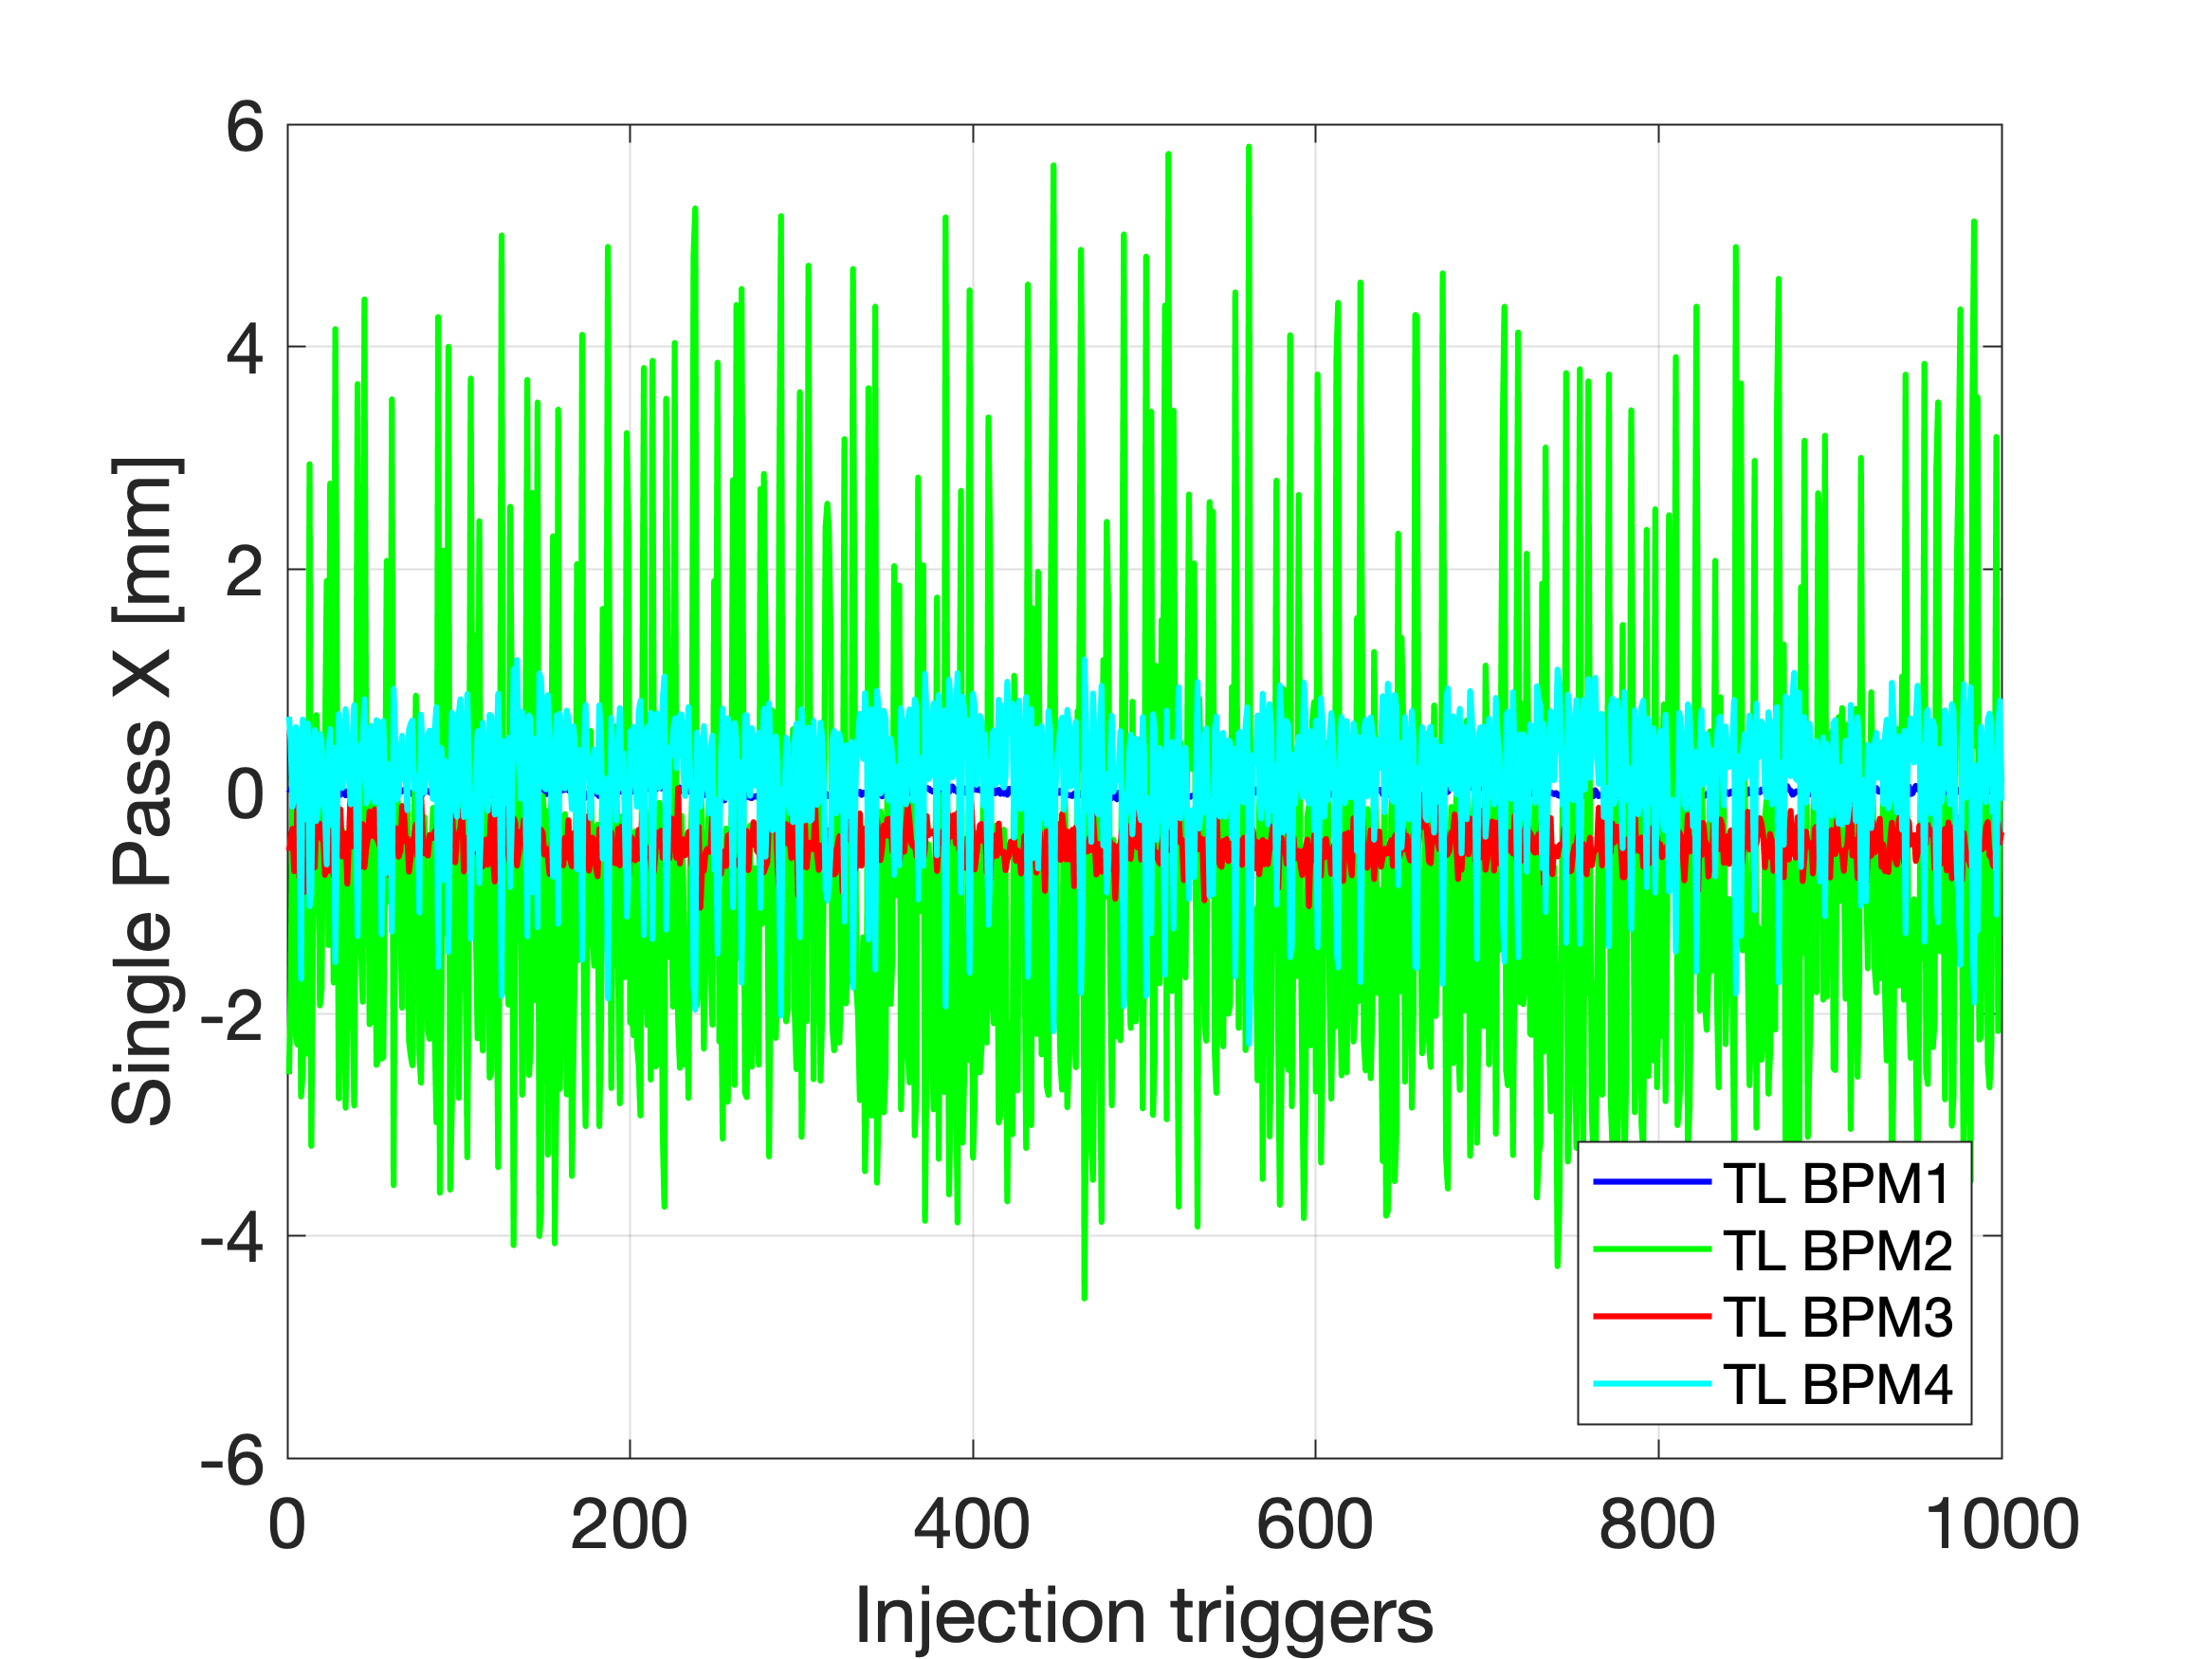 Single Pass X [mm]
6
4
2
0
-2
-4
-6
0 200 400 600 800 1000
Injection triggers
TL BPM1
TL BPM2
TL BPM3
TL BPM4